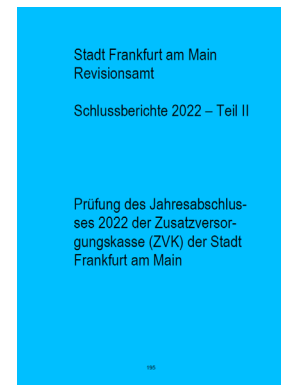 Stadt Frankfurt am Main
Revisionsamt
Schlussberichte 2022 – Teil II
Prüfung des Jahresabschlus-
ses 2022 der Zusatzversor-
gungskasse (ZVK) der Stadt
Frankfurt am Main